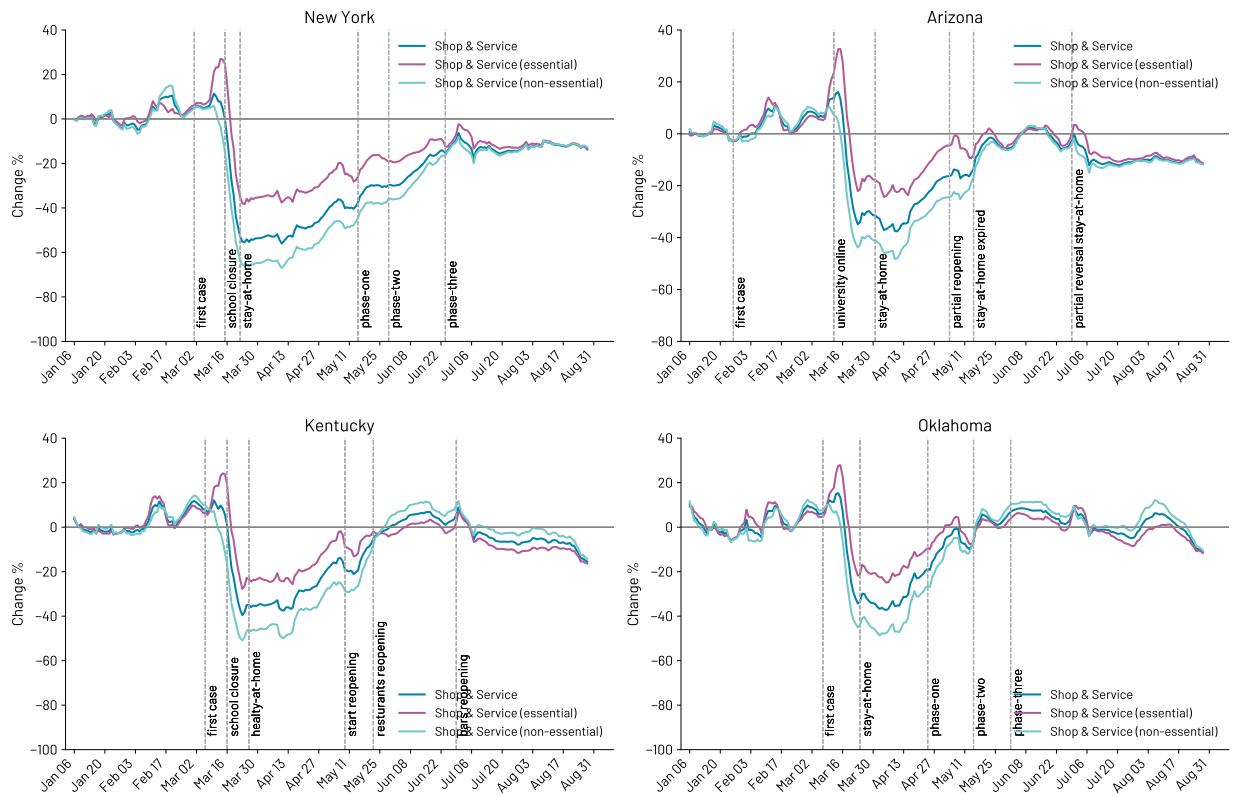 New York
40
20
0
−20
−40
−60
−80
−100
Change %
Shop & Service
Shop & Service (essential)
Shop & Service (non-essential)
first case
school closure
stay-at-home
phase-one
phase-two
phase-three
Jan 06
Jan 20
Feb 03
Feb 17
Mar 02
Mar 16
Mar 30
Apr 13
Apr 27
May 11
May 25
Jun 08
Jun 22
Jul 06
Jul 20
Aug 03
Aug 17
Aug 31
Arizona
40
20
0
−20
−40
−60
−80
Change %
Shop & Service
Shop & Service (essential)
Shop & Service (non-essential)
first case
university online
stay-at-home
partial reopening
stay-at-home expired
partial reversal stay-at-home
Jan 06
Jan 20
Feb 03
Feb 17
Mar 02
Mar 16
Mar 30
Apr 13
Apr 27
May 11
May 25
Jun 08
Jun 22
Jul 06
Jul 20
Aug 03
Aug 17
Aug 31
Kentucky
40
20
0
−20
−40
−60
−80
−100
Change %
Shop & Service
Shop & Service (essential)
Shop & Service (non-essential)
first case
school closure
healty-at-home
start reopening
resturants reopening
bars reopening
Jan 06
Jan 20
Feb 03
Feb 17
Mar 02
Mar 16
Mar 30
Apr 13
Apr 27
May 11
May 25
Jun 08
Jun 22
Jul 06
Jul 20
Aug 03
Aug 17
Aug 31
Oklahoma
40
20
0
−20
−40
−60
−80
−100
Change %
Shop & Service
Shop & Service (essential)
Shop & Service (non-essential)
first case
stay-at-home
phase-one
phase-two
phase-three
Jan 06
Jan 20
Feb 03
Feb 17
Mar 02
Mar 16
Mar 30
Apr 13
Apr 27
May 11
May 25
Jun 08
Jun 22
Jul 06
Jul 20
Aug 03
Aug 17
Aug 31